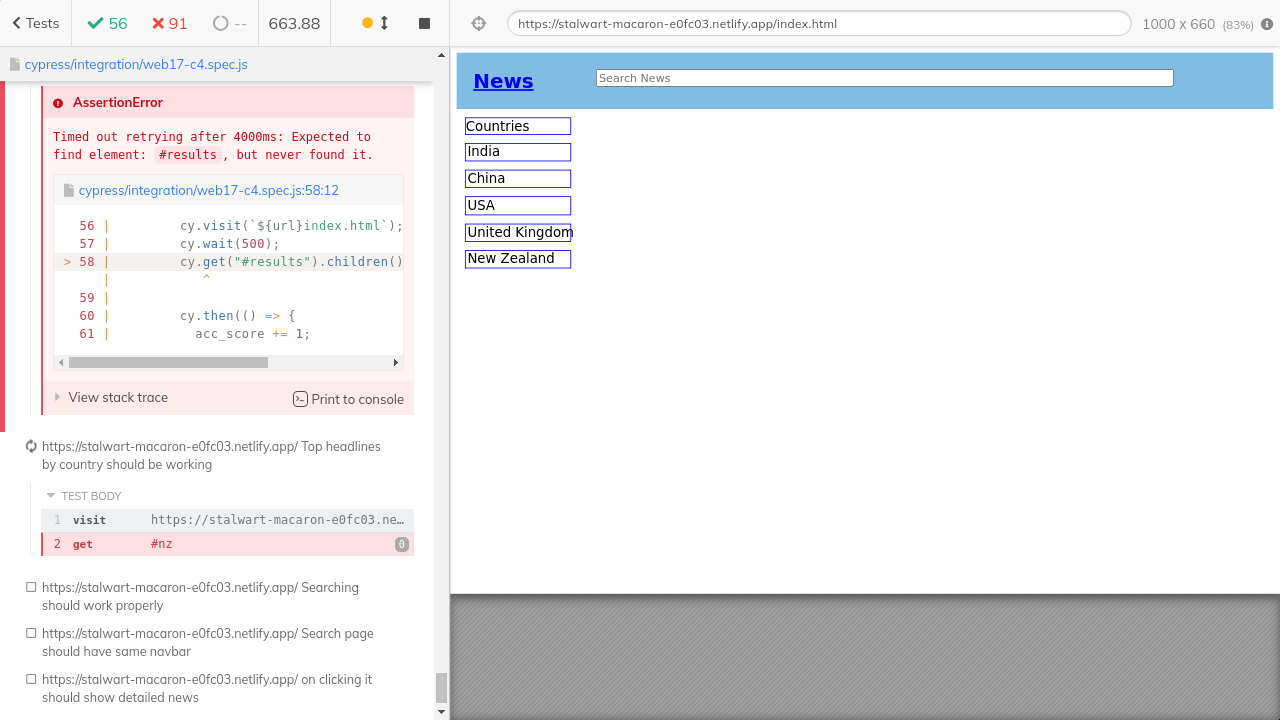 Tests
56
91
--
663.88
https://stalwart-macaron-e0fc03.netlify.app/index.html
1000 x 660 (83%)
cypress/integration/web17-c4.spec.js
AssertionError
Timed out retrying after 4000ms: Expected to
find element: #results, but never found it.
cypress/integration/web17-c4.spec.js:58:12
56 | cy.visit(`${url}index.html`);
57 | cy.wait(500);
> 58 | cy.get("#results").children()
| ^
59 |
60 | cy.then(() => {
61 | acc_score += 1;
View stack trace
Print to console
https://stalwart-macaron-e0fc03.netlify.app/ Top headlines
by country should be working
TEST BODY
1 visit https://stalwart-macaron-e0fc03.ne…
2 get #nz 0
https://stalwart-macaron-e0fc03.netlify.app/ Searching
should work properly
https://stalwart-macaron-e0fc03.netlify.app/ Search page
should have same navbar
https://stalwart-macaron-e0fc03.netlify.app/ on clicking it
should show detailed news
News
Search News
Countries
India
China
USA
United Kingdom
New Zealand